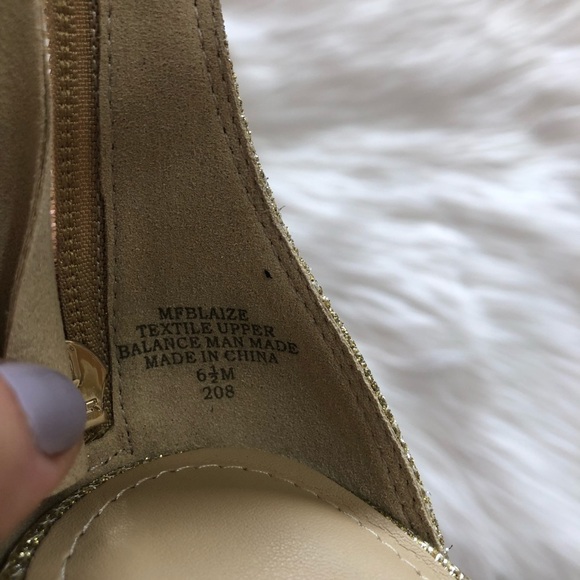 MFBLAIZE
TEXTILE UPPER
BALANCE MAN MADE
MADE IN CHINA
6½M
208